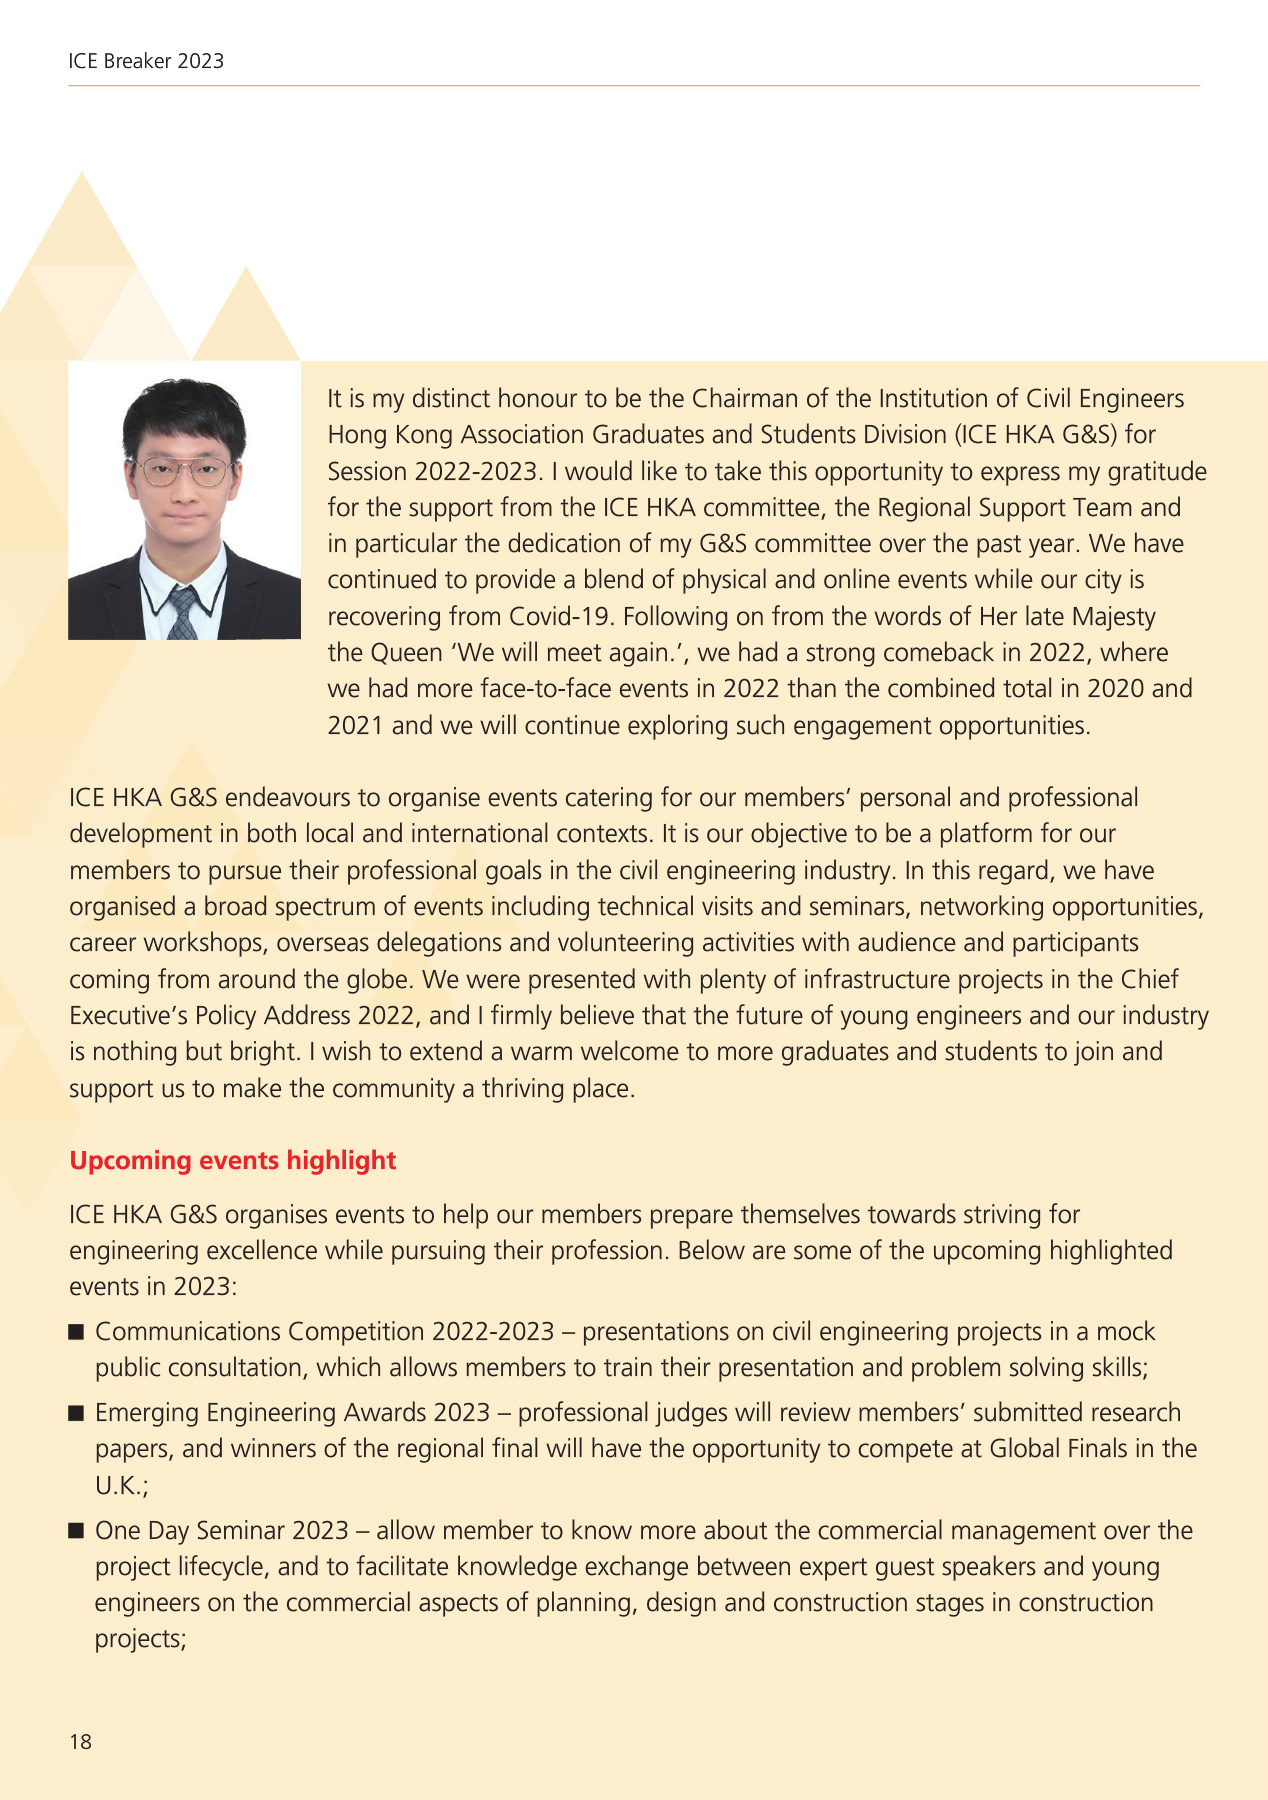 ICE Breaker 2023
It is my distinct honour to be the Chairman of the Institution of Civil Engineers
Hong Kong Association Graduates and Students Division (ICE HKA G&S) for
Session 2022-2023. I would like to take this opportunity to express my gratitude
for the support from the ICE HKA committee, the Regional Support Team and
in particular the dedication of my G&S committee over the past year. We have
continued to provide a blend of physical and online events while our city is
recovering from Covid-19. Following on from the words of Her late Majesty
the Queen ‘We will meet again.’, we had a strong comeback in 2022, where
we had more face-to-face events in 2022 than the combined total in 2020 and
2021 and we will continue exploring such engagement opportunities.
ICE HKA G&S endeavours to organise events catering for our members’ personal and professional
development in both local and international contexts. It is our objective to be a platform for our
members to pursue their professional goals in the civil engineering industry. In this regard, we have
organised a broad spectrum of events including technical visits and seminars, networking opportunities,
career workshops, overseas delegations and volunteering activities with audience and participants
coming from around the globe. We were presented with plenty of infrastructure projects in the Chief
Executive’s Policy Address 2022, and I firmly believe that the future of young engineers and our industry
is nothing but bright. I wish to extend a warm welcome to more graduates and students to join and
support us to make the community a thriving place.
Upcoming events highlight
ICE HKA G&S organises events to help our members prepare themselves towards striving for
engineering excellence while pursuing their profession. Below are some of the upcoming highlighted
events in 2023:
■ Communications Competition 2022-2023 – presentations on civil engineering projects in a mock
public consultation, which allows members to train their presentation and problem solving skills;
■ Emerging Engineering Awards 2023 – professional judges will review members’ submitted research
papers, and winners of the regional final will have the opportunity to compete at Global Finals in the
U.K.;
■ One Day Seminar 2023 – allow member to know more about the commercial management over the
project lifecycle, and to facilitate knowledge exchange between expert guest speakers and young
engineers on the commercial aspects of planning, design and construction stages in construction
projects;
18